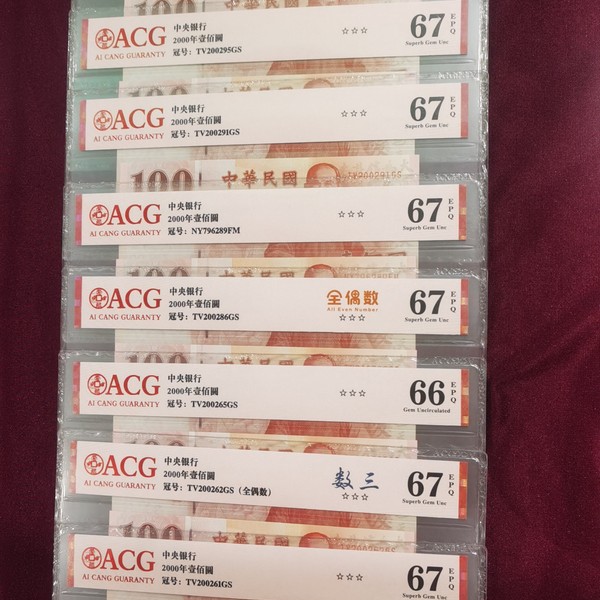 ACG
AI CANG GUARANTY
中央银行
2000年壹佰圓
冠号：TV200295GS
☆☆☆
67
EPQ
Superb Gem Unc
ACG
AI CANG GUARANTY
中央银行
2000年壹佰圓
冠号：TV200291GS
☆☆☆
67
EPQ
Superb Gem Unc
100
中華民國
TV200291GS
ACG
AI CANG GUARANTY
中央银行
2000年壹佰圓
冠号：NY796289FM
☆☆☆
67
EPQ
Superb Gem Unc
ACG
AI CANG GUARANTY
中央银行
2000年壹佰圓
冠号：TV200286GS
全偶数
All Even Number
☆☆☆
67
EPQ
Superb Gem Unc
ACG
AI CANG GUARANTY
中央银行
2000年壹佰圓
冠号：TV200265GS
☆☆☆
66
EPQ
Gem Uncirculated
ACG
AI CANG GUARANTY
中央银行
2000年壹佰圓
冠号：TV200262GS（全偶数）
数三
☆☆☆
67
EPQ
Superb Gem Unc
ACG
AI CANG GUARANTY
中央银行
2000年壹佰圓
冠号：TV200261GS
☆☆☆
67
EPQ
Superb Gem Unc